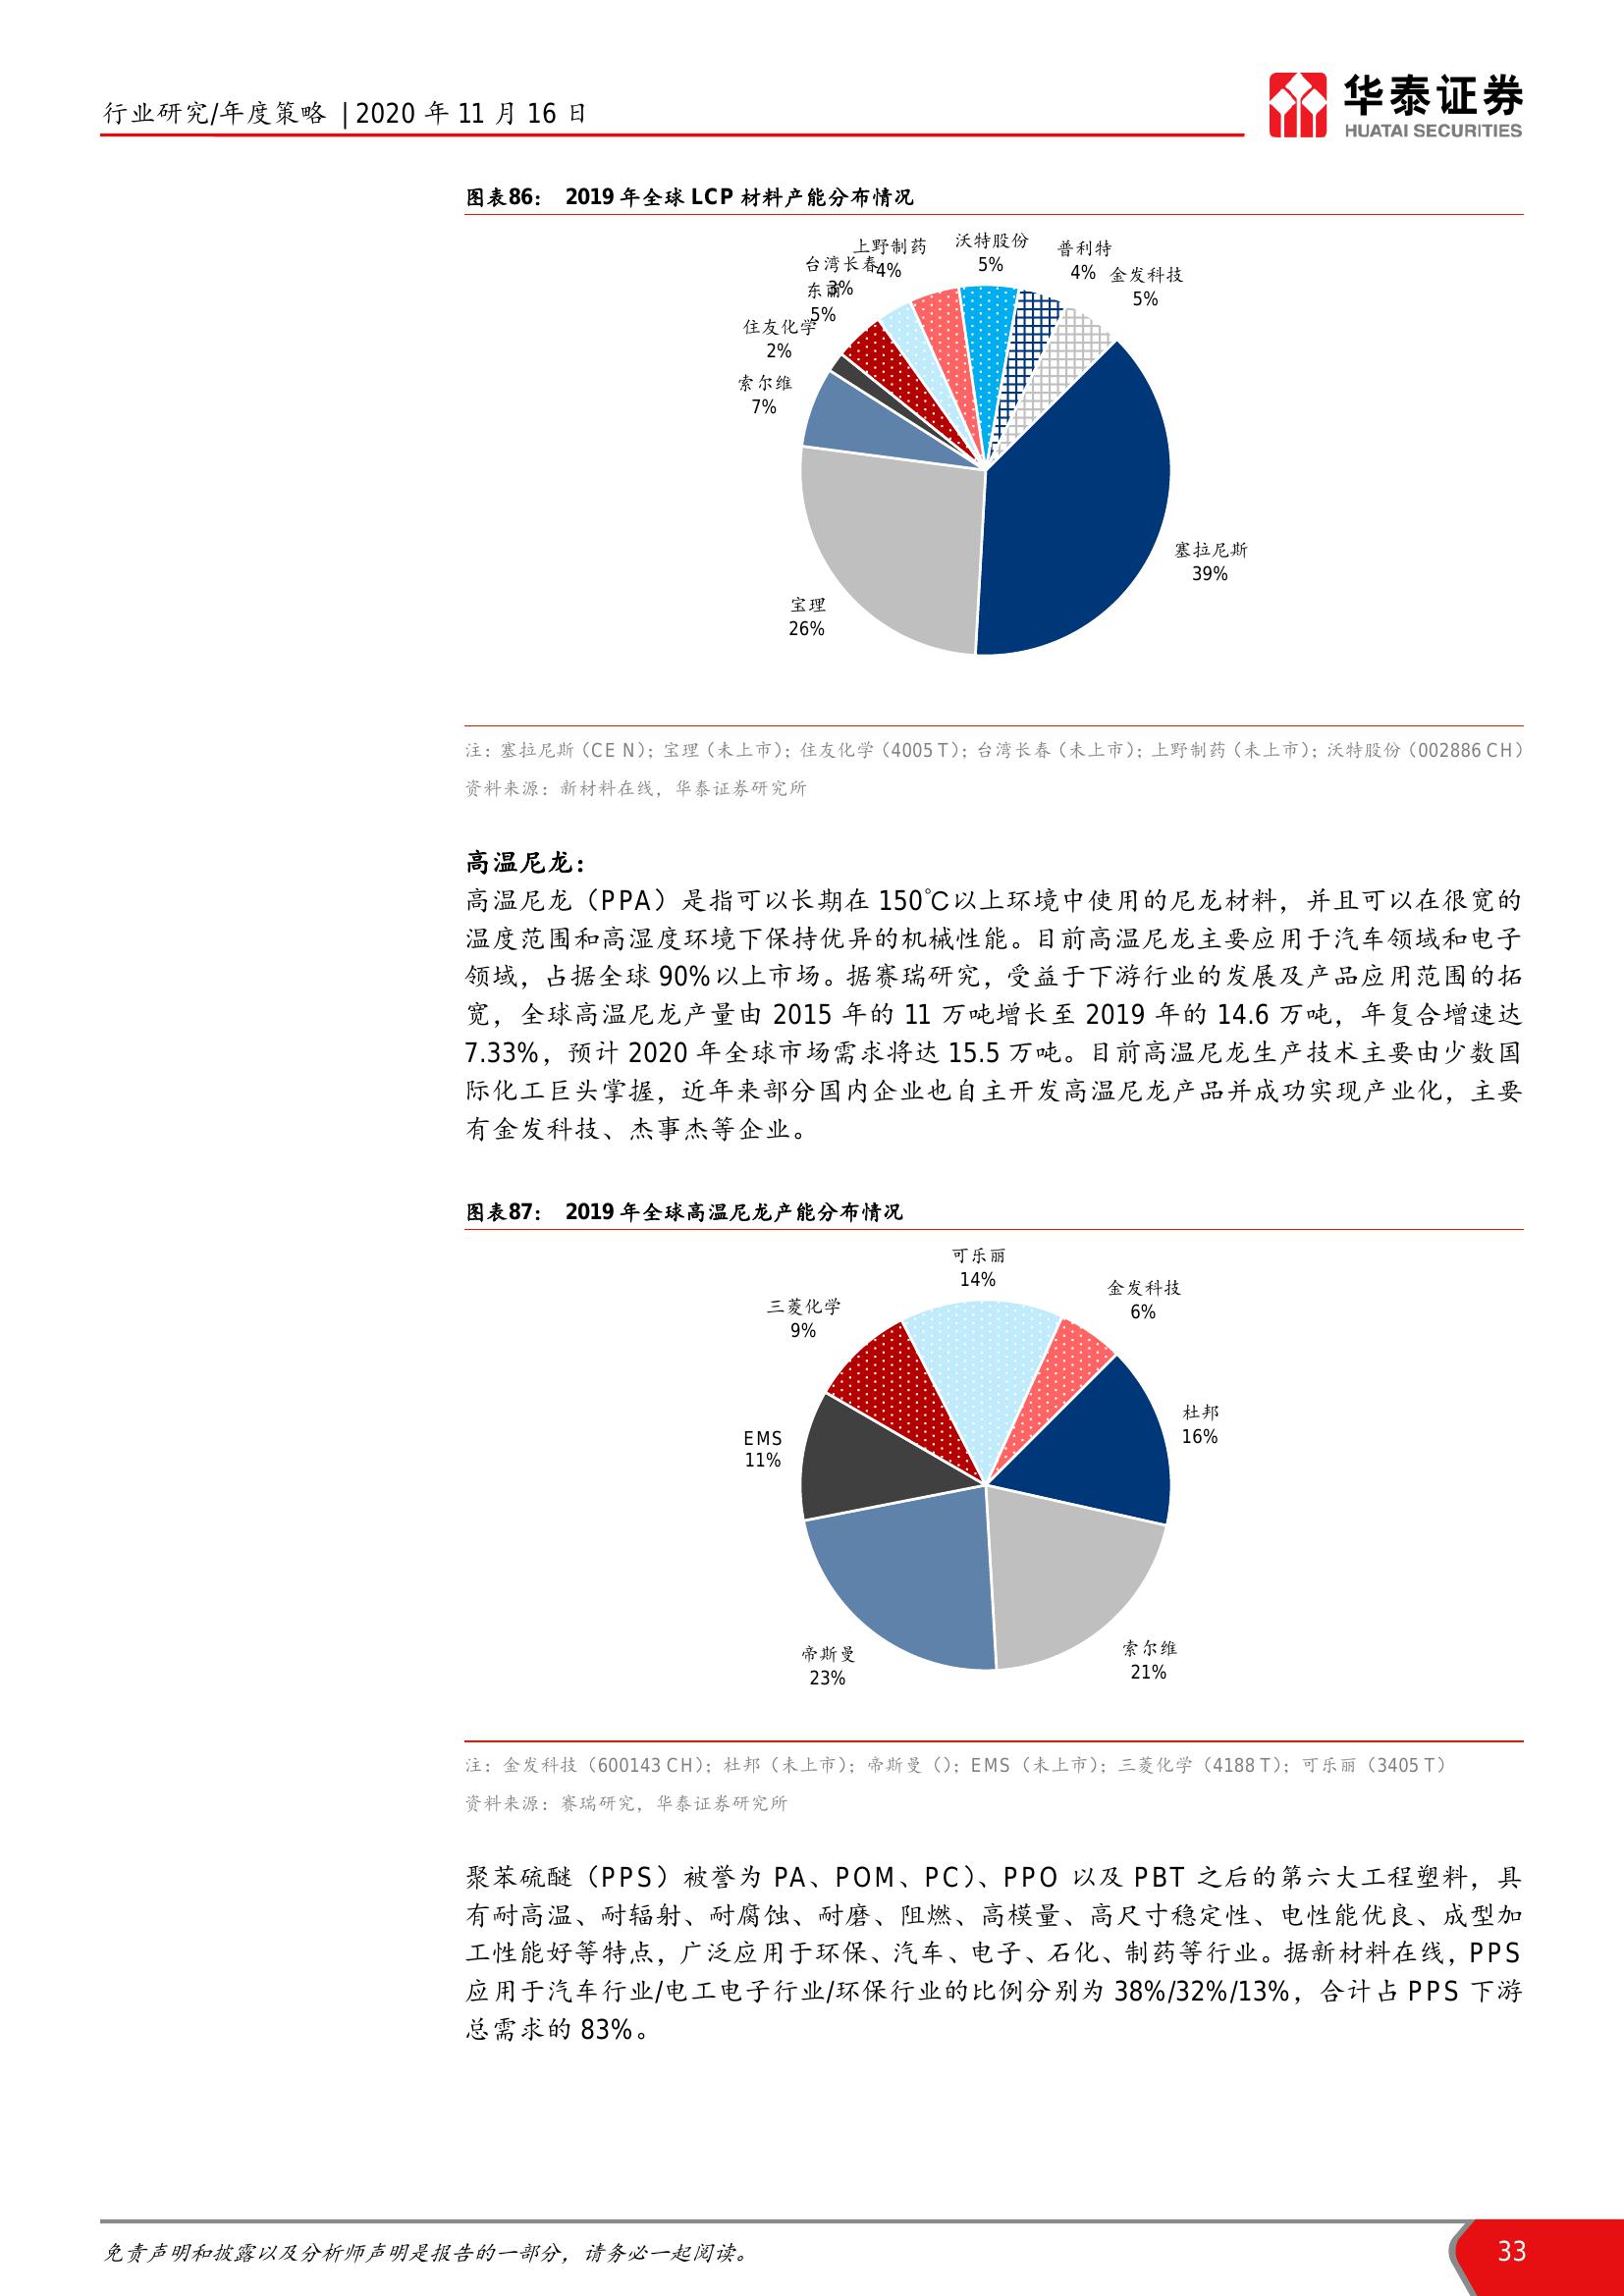 行业研究/年度策略 | 2020 年 11 月 16 日
华泰证券
HUATAI SECURITIES
图表86： 2019 年全球 LCP 材料产能分布情况
上野制药
4%
沃特股份
5%
普利特
4%
金发科技
5%
台湾长春
3%
东丽
5%
住友化学
2%
索尔维
7%
塞拉尼斯
39%
宝理
26%
注：塞拉尼斯（CE N）；宝理（未上市）；住友化学（4005 T）；台湾长春（未上市）；上野制药（未上市）；沃特股份（002886 CH）
资料来源：新材料在线，华泰证券研究所
高温尼龙：
高温尼龙（PPA）是指可以长期在 150℃以上环境中使用的尼龙材料，并且可以在很宽的
温度范围和高湿度环境下保持优异的机械性能。目前高温尼龙主要应用于汽车领域和电子
领域，占据全球 90%以上市场。据赛瑞研究，受益于下游行业的发展及产品应用范围的拓
宽，全球高温尼龙产量由 2015 年的 11 万吨增长至 2019 年的 14.6 万吨，年复合增速达
7.33%，预计 2020 年全球市场需求将达 15.5 万吨。目前高温尼龙生产技术主要由少数国
际化工巨头掌握，近年来部分国内企业也自主开发高温尼龙产品并成功实现产业化，主要
有金发科技、杰事杰等企业。
图表87： 2019 年全球高温尼龙产能分布情况
可乐丽
14%
金发科技
6%
三菱化学
9%
杜邦
16%
EMS
11%
索尔维
21%
帝斯曼
23%
注：金发科技（600143 CH）；杜邦（未上市）；帝斯曼（）；EMS（未上市）；三菱化学（4188 T）；可乐丽（3405 T）
资料来源：赛瑞研究，华泰证券研究所
聚苯硫醚（PPS）被誉为 PA、POM、PC）、PPO 以及 PBT 之后的第六大工程塑料，具
有耐高温、耐辐射、耐腐蚀、耐磨、阻燃、高模量、高尺寸稳定性、电性能优良、成型加
工性能好等特点，广泛应用于环保、汽车、电子、石化、制药等行业。据新材料在线，PPS
应用于汽车行业/电工电子行业/环保行业的比例分别为 38%/32%/13%，合计占 PPS 下游
总需求的 83%。
免责声明和披露以及分析师声明是报告的一部分，请务必一起阅读。
33